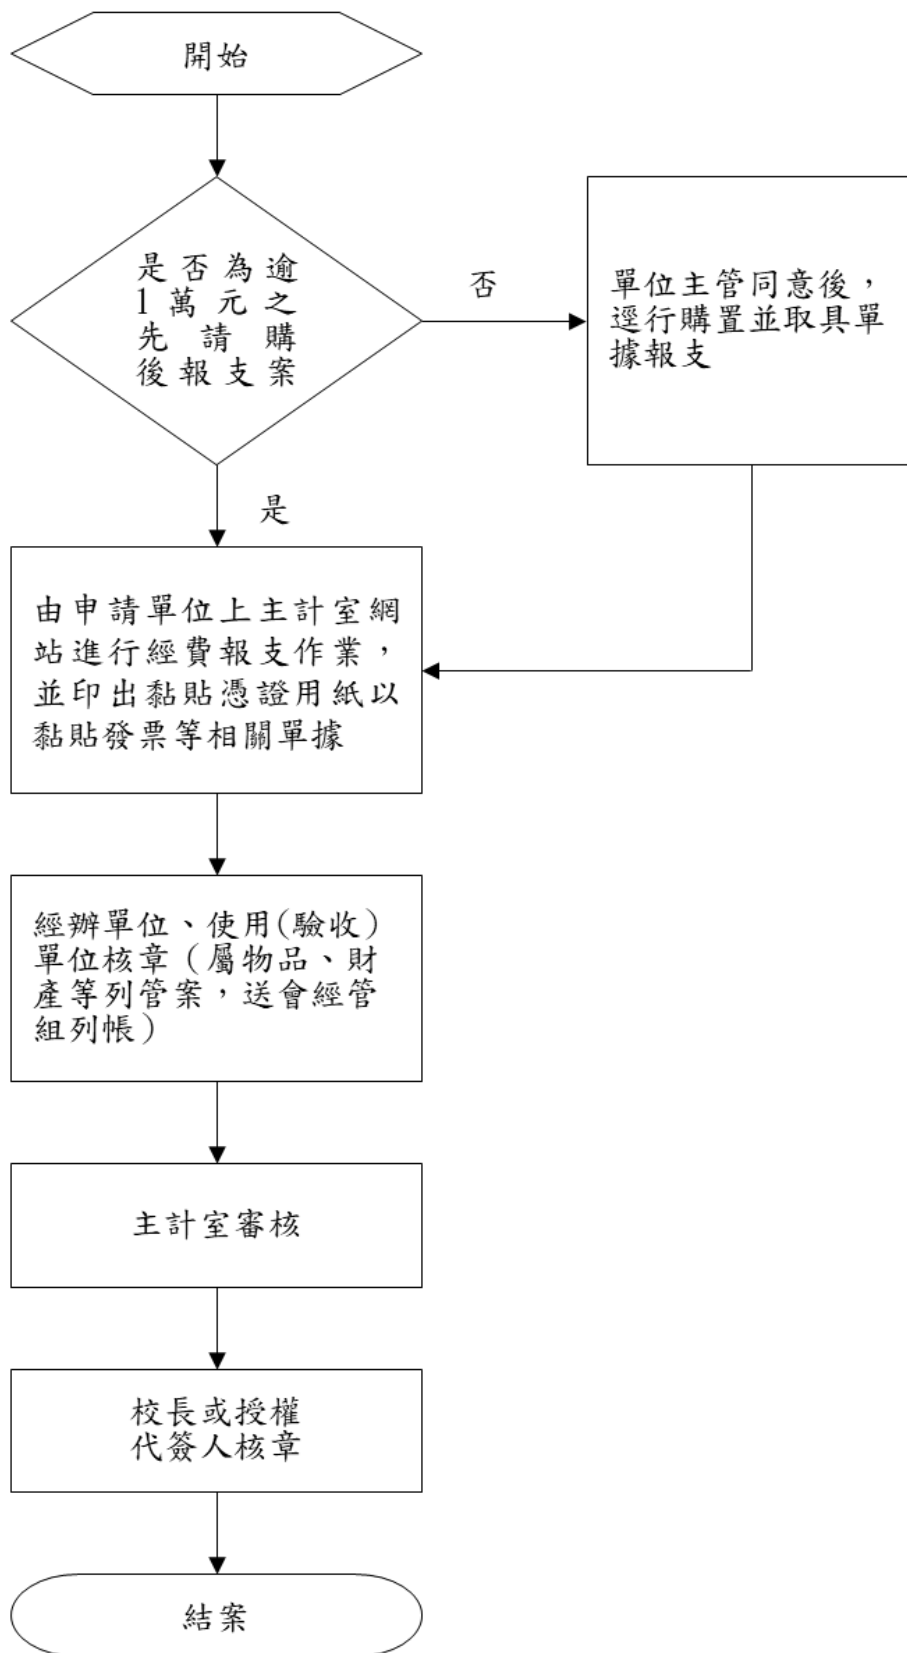 開始
是否為逾
1萬元之
先請購
後報支案
否
單位主管同意後，
逕行購置並取具單
據報支
是
由申請單位上主計室網
站進行經費報支作業，
並印出黏貼憑證用紙以
黏貼發票等相關單據
經辦單位、使用(驗收)
單位核章（屬物品、財
產等列管案，送會經管
組列帳）
主計室審核
校長或授權
代簽人核章
結案